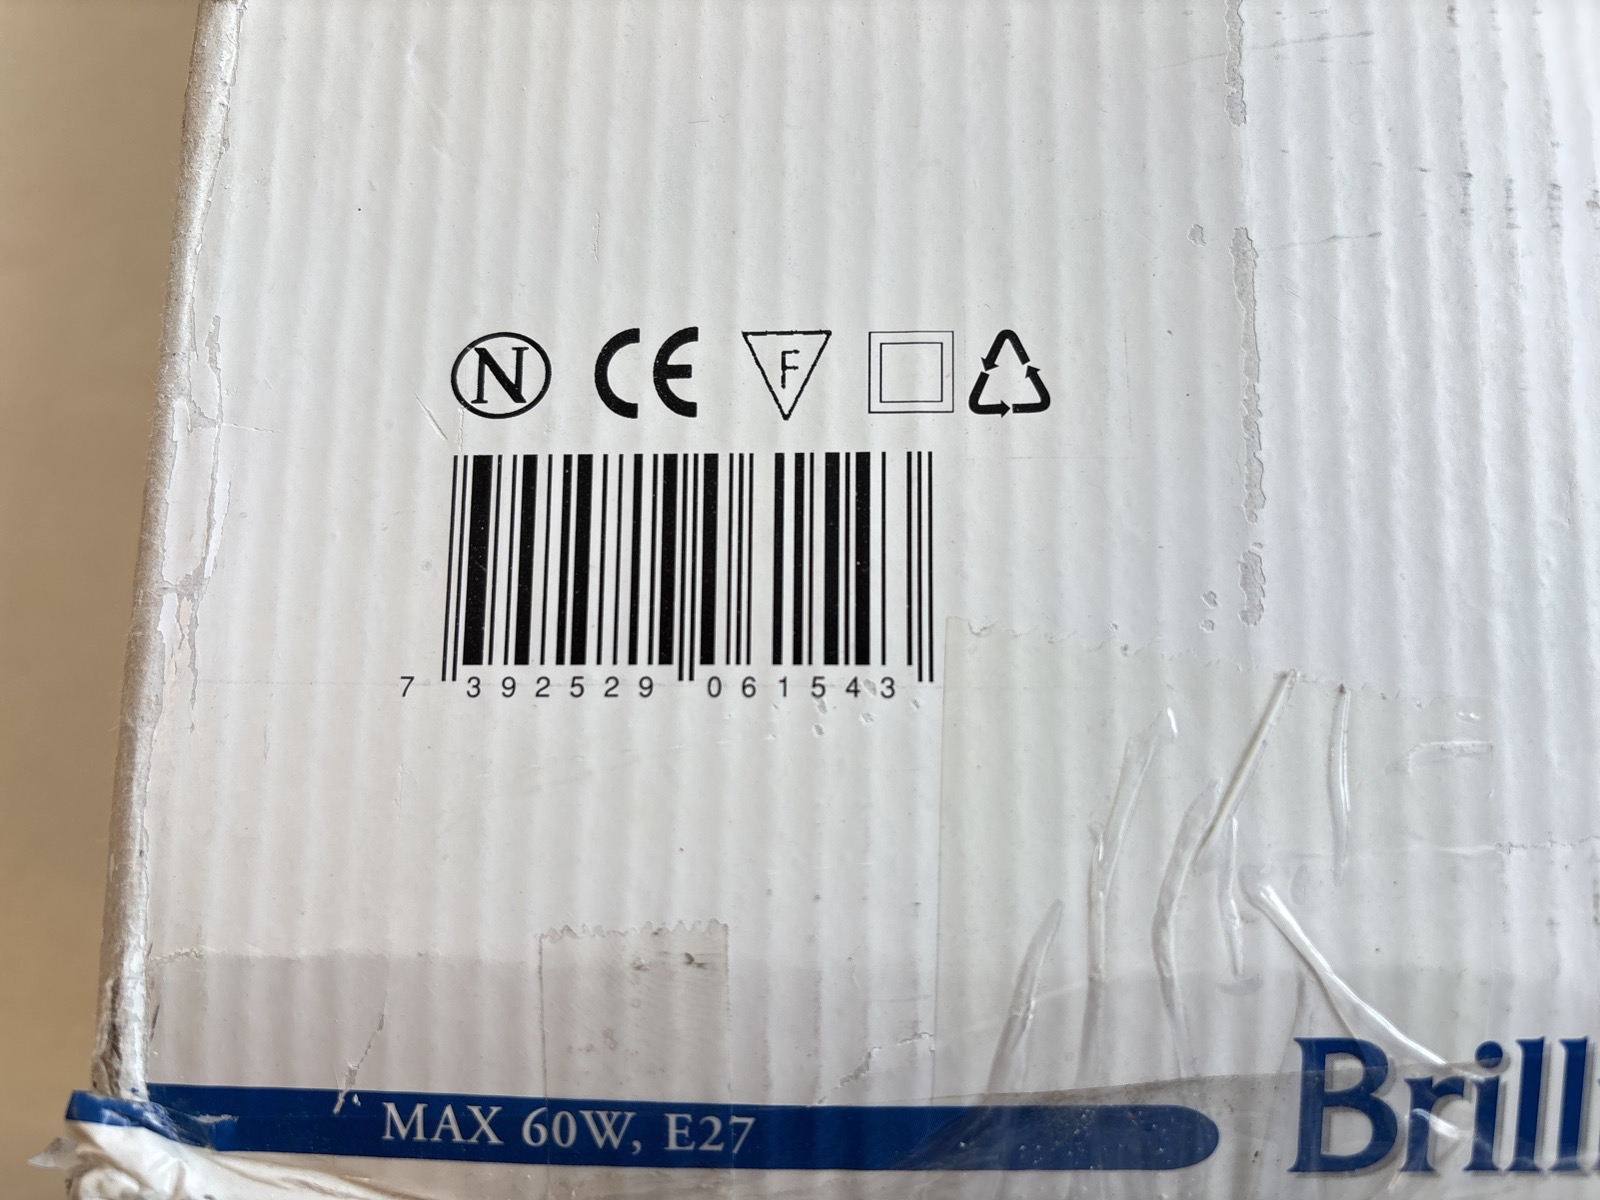 N CE F
7 392529 061543
MAX 60W, E27